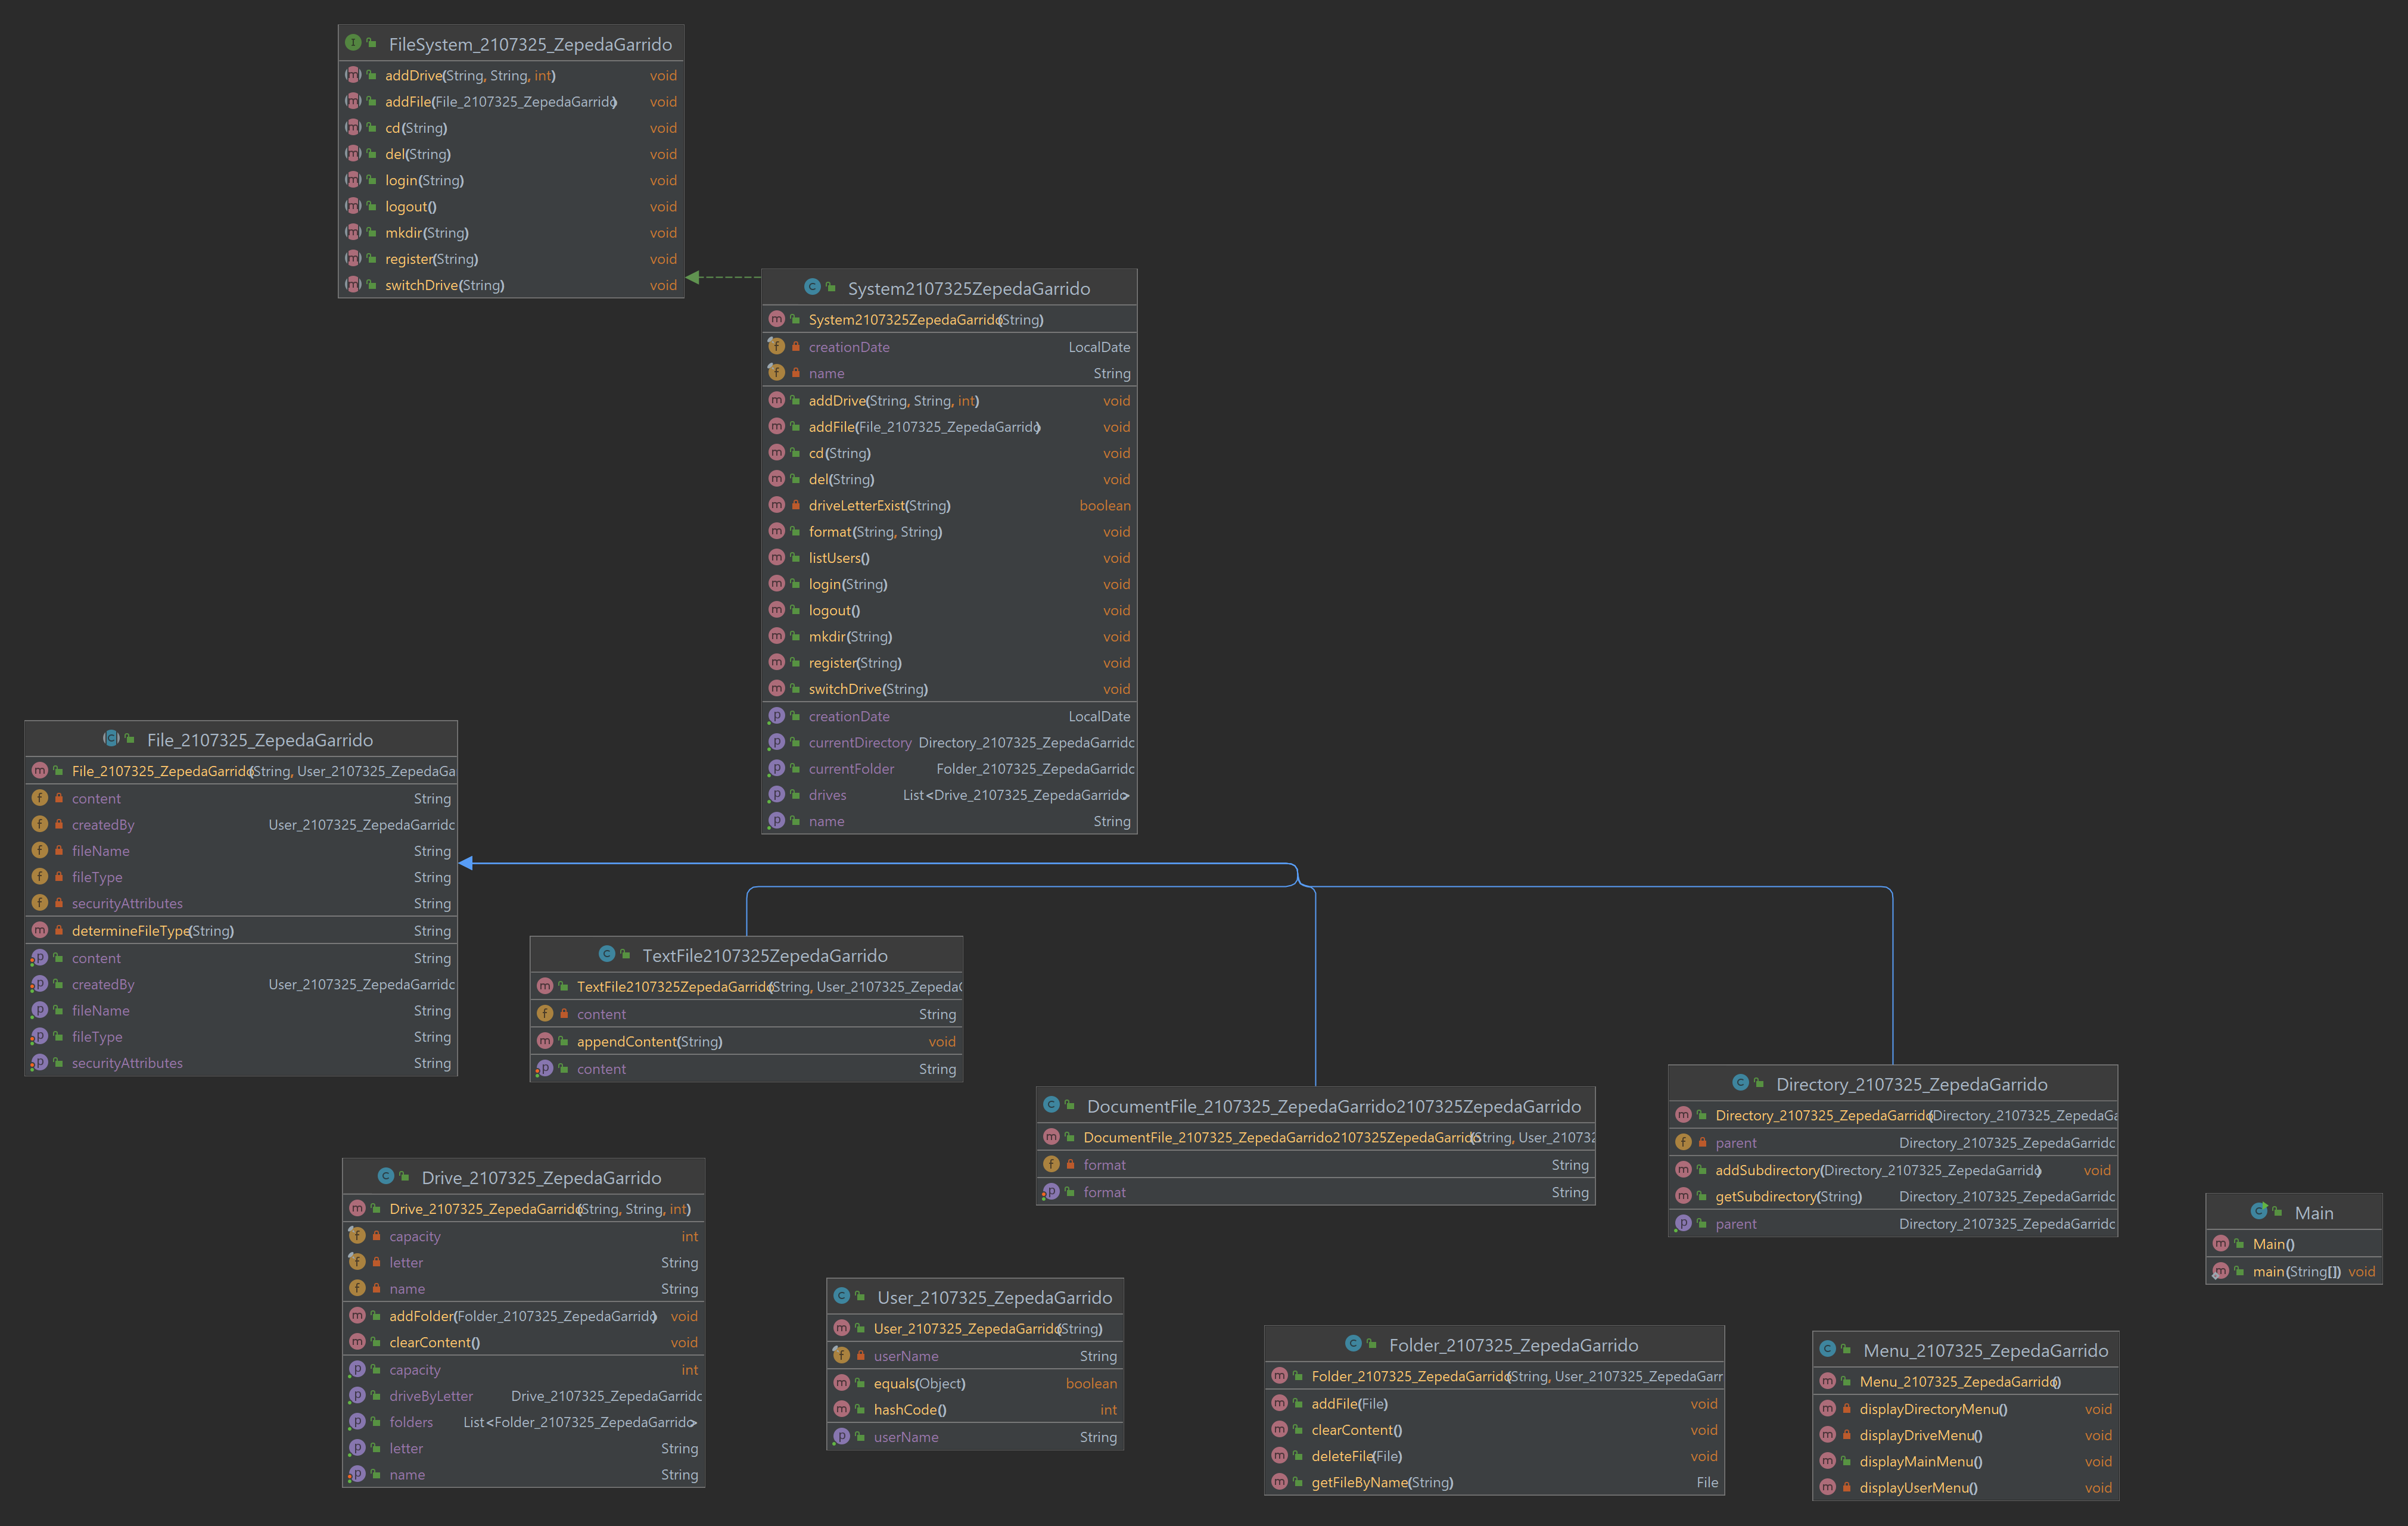 FileSystem_2107325_ZepedaGarrido
addDrive(String, String, int) void
addFile(File_2107325_ZepedaGarrido) void
cd(String) void
del(String) void
login(String) void
logout() void
mkdir(String) void
register(String) void
switchDrive(String) void
System2107325ZepedaGarrido
System2107325ZepedaGarrido(String)
creationDate LocalDate
name String
addDrive(String, String, int) void
addFile(File_2107325_ZepedaGarrido) void
cd(String) void
del(String) void
driveLetterExist(String) boolean
format(String, String) void
listUsers() void
login(String) void
logout() void
mkdir(String) void
register(String) void
switchDrive(String) void
creationDate LocalDate
currentDirectory Directory_2107325_ZepedaGarrido
currentFolder Folder_2107325_ZepedaGarrido
drives List<Drive_2107325_ZepedaGarrido>
name String
File_2107325_ZepedaGarrido
File_2107325_ZepedaGarrido(String, User_2107325_ZepedaGa
content String
createdBy User_2107325_ZepedaGarrido
fileName String
fileType String
securityAttributes String
determineFileType(String) String
content String
createdBy User_2107325_ZepedaGarrido
fileName String
fileType String
securityAttributes String
TextFile2107325ZepedaGarrido
TextFile2107325ZepedaGarrido(String, User_2107325_ZepedaG
content String
appendContent(String) void
content String
DocumentFile_2107325_ZepedaGarrido2107325ZepedaGarrido
DocumentFile_2107325_ZepedaGarrido2107325ZepedaGarrido(String, User_210732
format String
format String
Directory_2107325_ZepedaGarrido
Directory_2107325_ZepedaGarrido(Directory_2107325_ZepedaGa
parent Directory_2107325_ZepedaGarrido
addSubdirectory(Directory_2107325_ZepedaGarrido) void
getSubdirectory(String) Directory_2107325_ZepedaGarrido
parent Directory_2107325_ZepedaGarrido
Main
Main()
main(String[]) void
Drive_2107325_ZepedaGarrido
Drive_2107325_ZepedaGarrido(String, String, int)
capacity int
letter String
name String
addFolder(Folder_2107325_ZepedaGarrido) void
clearContent() void
capacity int
driveByLetter Drive_2107325_ZepedaGarrido
folders List<Folder_2107325_ZepedaGarrido>
letter String
name String
User_2107325_ZepedaGarrido
User_2107325_ZepedaGarrido(String)
userName String
equals(Object) boolean
hashCode() int
userName String
Folder_2107325_ZepedaGarrido
Folder_2107325_ZepedaGarrido(String, User_2107325_ZepedaGarr
addFile(File) void
clearContent() void
deleteFile(File) void
getFileByName(String) File
Menu_2107325_ZepedaGarrido
Menu_2107325_ZepedaGarrido()
displayDirectoryMenu() void
displayDriveMenu() void
displayMainMenu() void
displayUserMenu() void